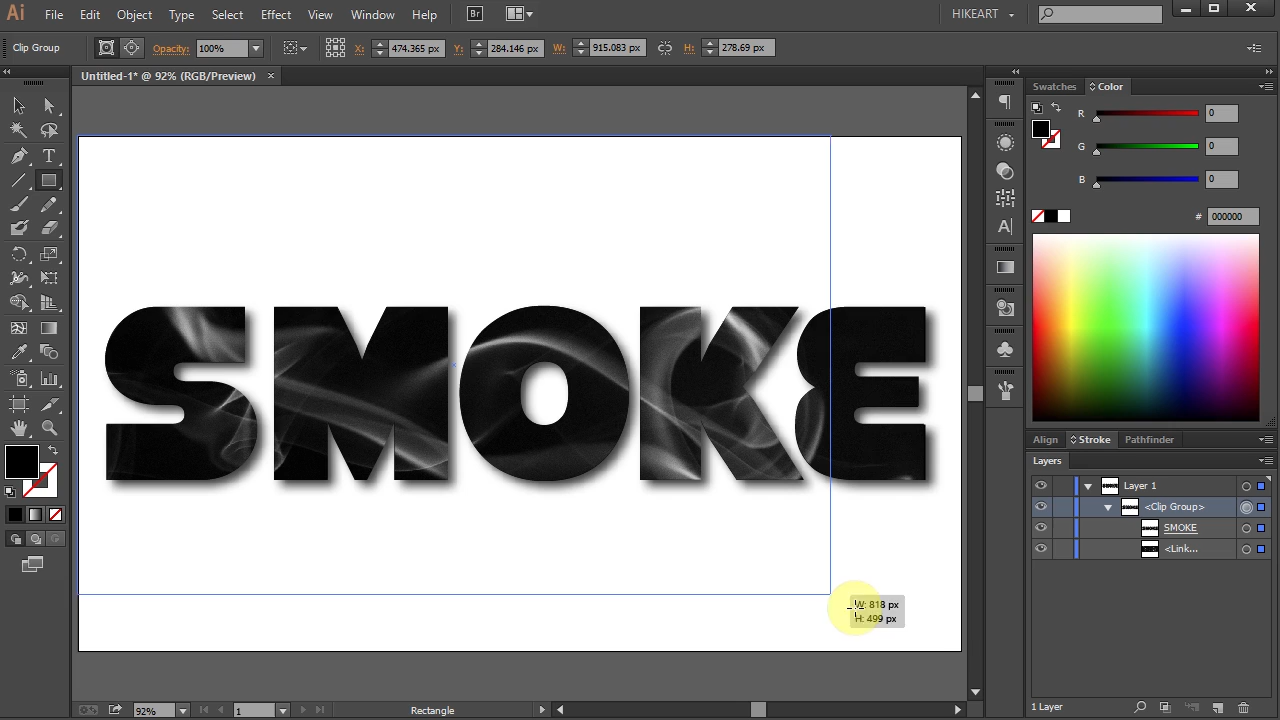 Ai File Edit Object Type Select Effect View Window Help Br HIKEART
Clip Group Opacity: 100% X: 474.365 px Y: 284.146 px W: 915.083 px H: 278.69 px
Untitled-1* @ 92% (RGB/Preview) ×
Swatches Color
R 0
G 0
B 0
# 000000
SMOKE
W: 818 px
H: 499 px
Align Stroke Pathfinder
Layers
Layer 1
<Clip Group>
SMOKE
<Link...
1 Layer
92% 1 Rectangle